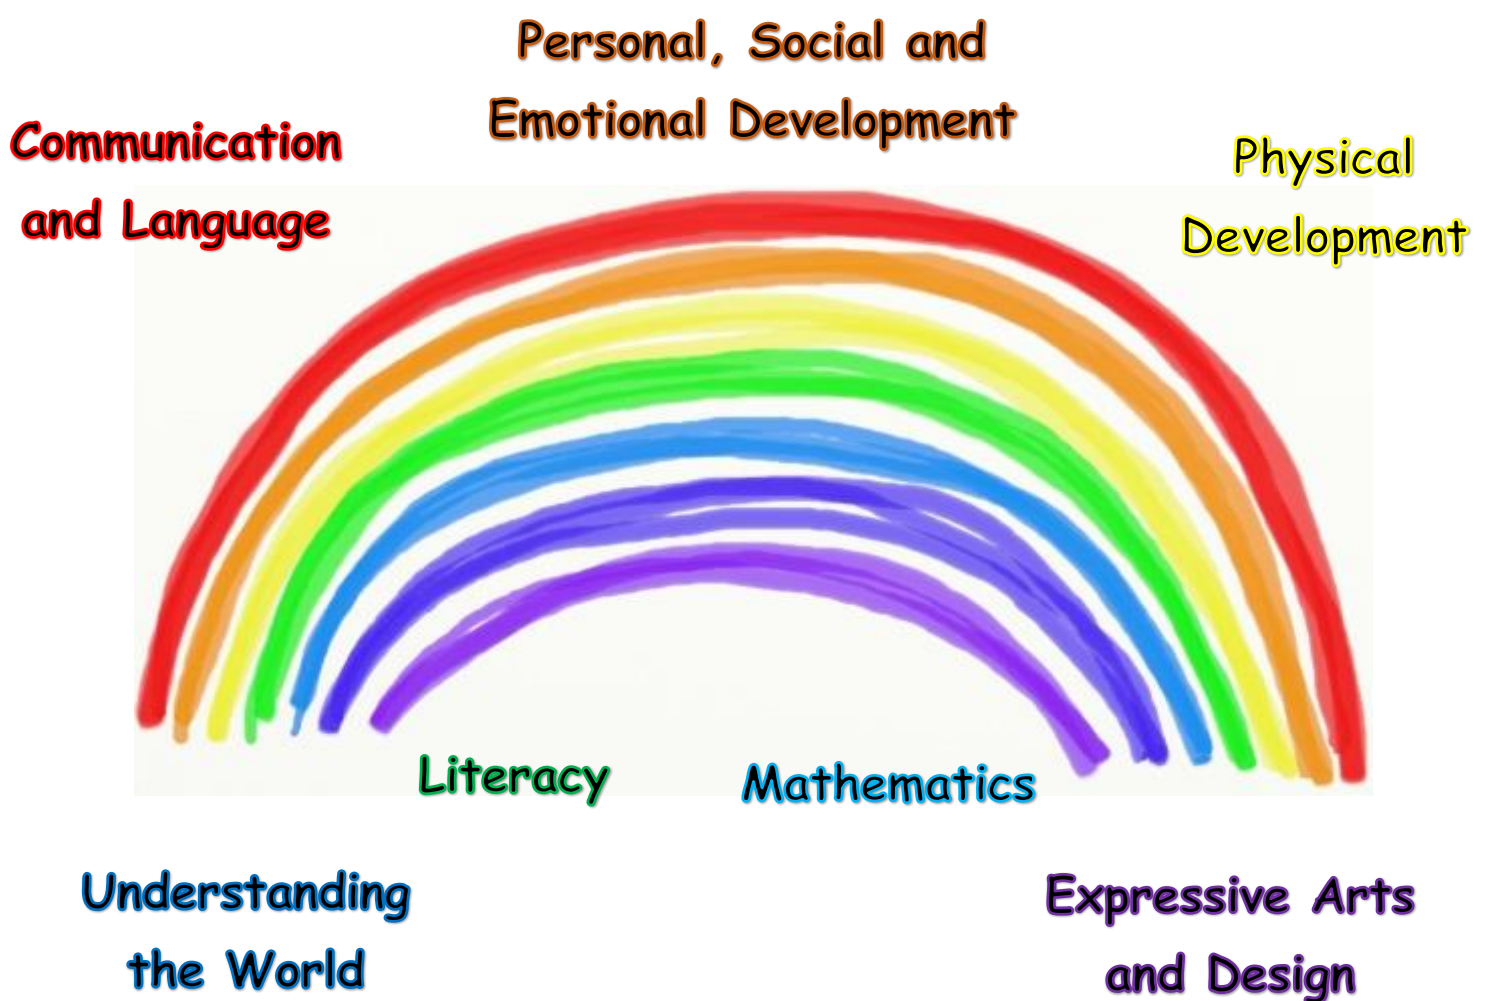 Personal, Social and
Emotional Development
Communication
and Language
Physical
Development
Literacy
Mathematics
Understanding
the World
Expressive Arts
and Design